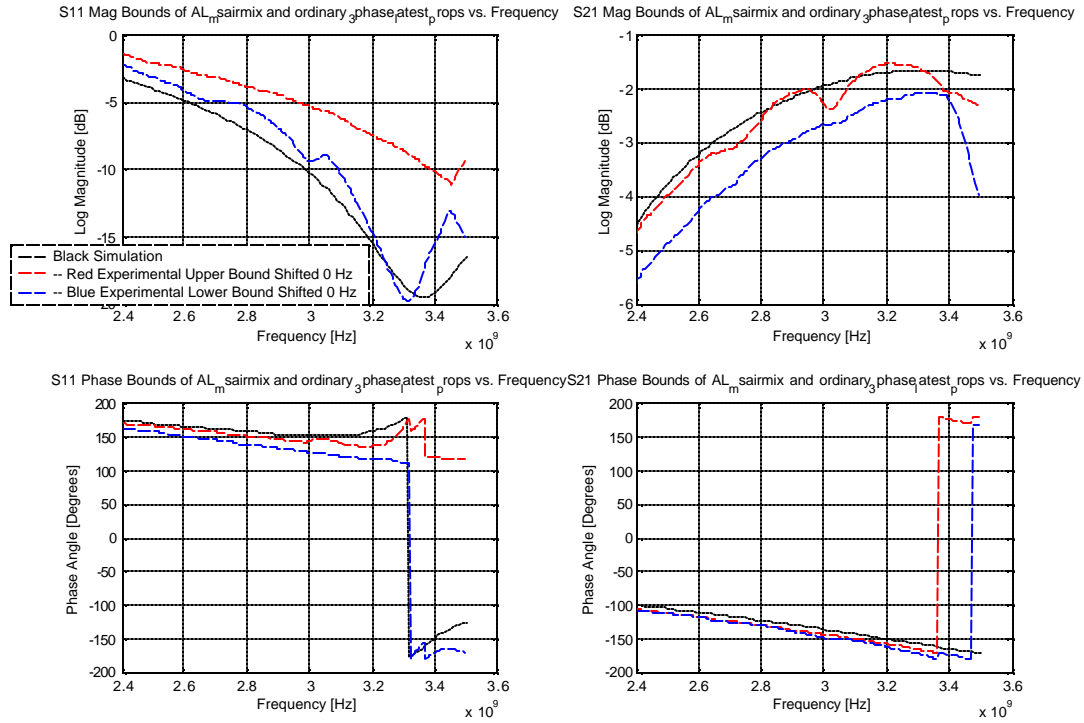 S11 Mag Bounds of ALmsairmix and ordinary3phaselatestprops vs. Frequency
S21 Mag Bounds of ALmsairmix and ordinary3phaselatestprops vs. Frequency
0
-5
-10
-15
Log Magnitude [dB]
Black Simulation
-- Red Experimental Upper Bound Shifted 0 Hz
-- Blue Experimental Lower Bound Shifted 0 Hz
2.4 2.6 2.8 3 3.2 3.4 3.6
Frequency [Hz]
x 10^9
-1
-2
-3
-4
-5
-6
Log Magnitude [dB]
2.4 2.6 2.8 3 3.2 3.4 3.6
Frequency [Hz]
x 10^9
S11 Phase Bounds of ALmsairmix and ordinary3phaselatestprops vs. Frequency
S21 Phase Bounds of ALmsairmix and ordinary3phaselatestprops vs. Frequency
200
150
100
50
0
-50
-100
-150
-200
Phase Angle [Degrees]
2.4 2.6 2.8 3 3.2 3.4 3.6
Frequency [Hz]
x 10^9
200
150
100
50
0
-50
-100
-150
-200
Phase Angle [Degrees]
2.4 2.6 2.8 3 3.2 3.4 3.6
Frequency [Hz]
x 10^9